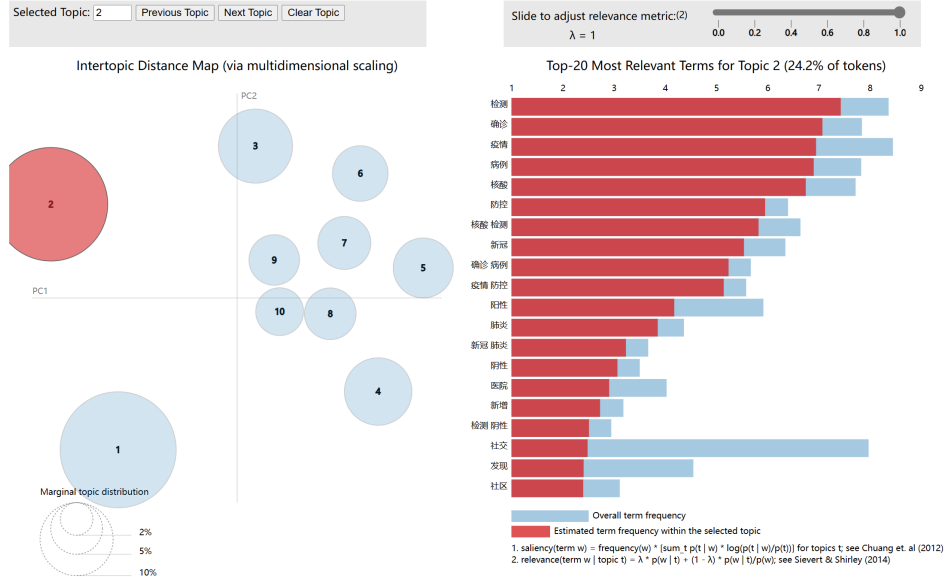 Selected Topic: 2 Previous Topic Next Topic Clear Topic
Slide to adjust relevance metric:(2)
λ = 1
0.0 0.2 0.4 0.6 0.8 1.0
Intertopic Distance Map (via multidimensional scaling)
PC2
PC1
3
6
2
7
9
5
10
8
4
1
Marginal topic distribution
2%
5%
10%
Top-20 Most Relevant Terms for Topic 2 (24.2% of tokens)
1 2 3 4 5 6 7 8 9
检测
确诊
疫情
病例
核酸
防控
核酸 检测
新冠
确诊 病例
疫情 防控
阳性
肺炎
新冠 肺炎
阴性
医院
新增
检测 阴性
社交
发现
社区
Overall term frequency
Estimated term frequency within the selected topic
1. saliency(term w) = frequency(w) * [sum_t p(t | w) * log(p(t | w)/p(t))] for topics t; see Chuang et. al (2012)
2. relevance(term w | topic t) = λ * p(w | t) + (1 - λ) * p(w | t)/p(w); see Sievert & Shirley (2014)